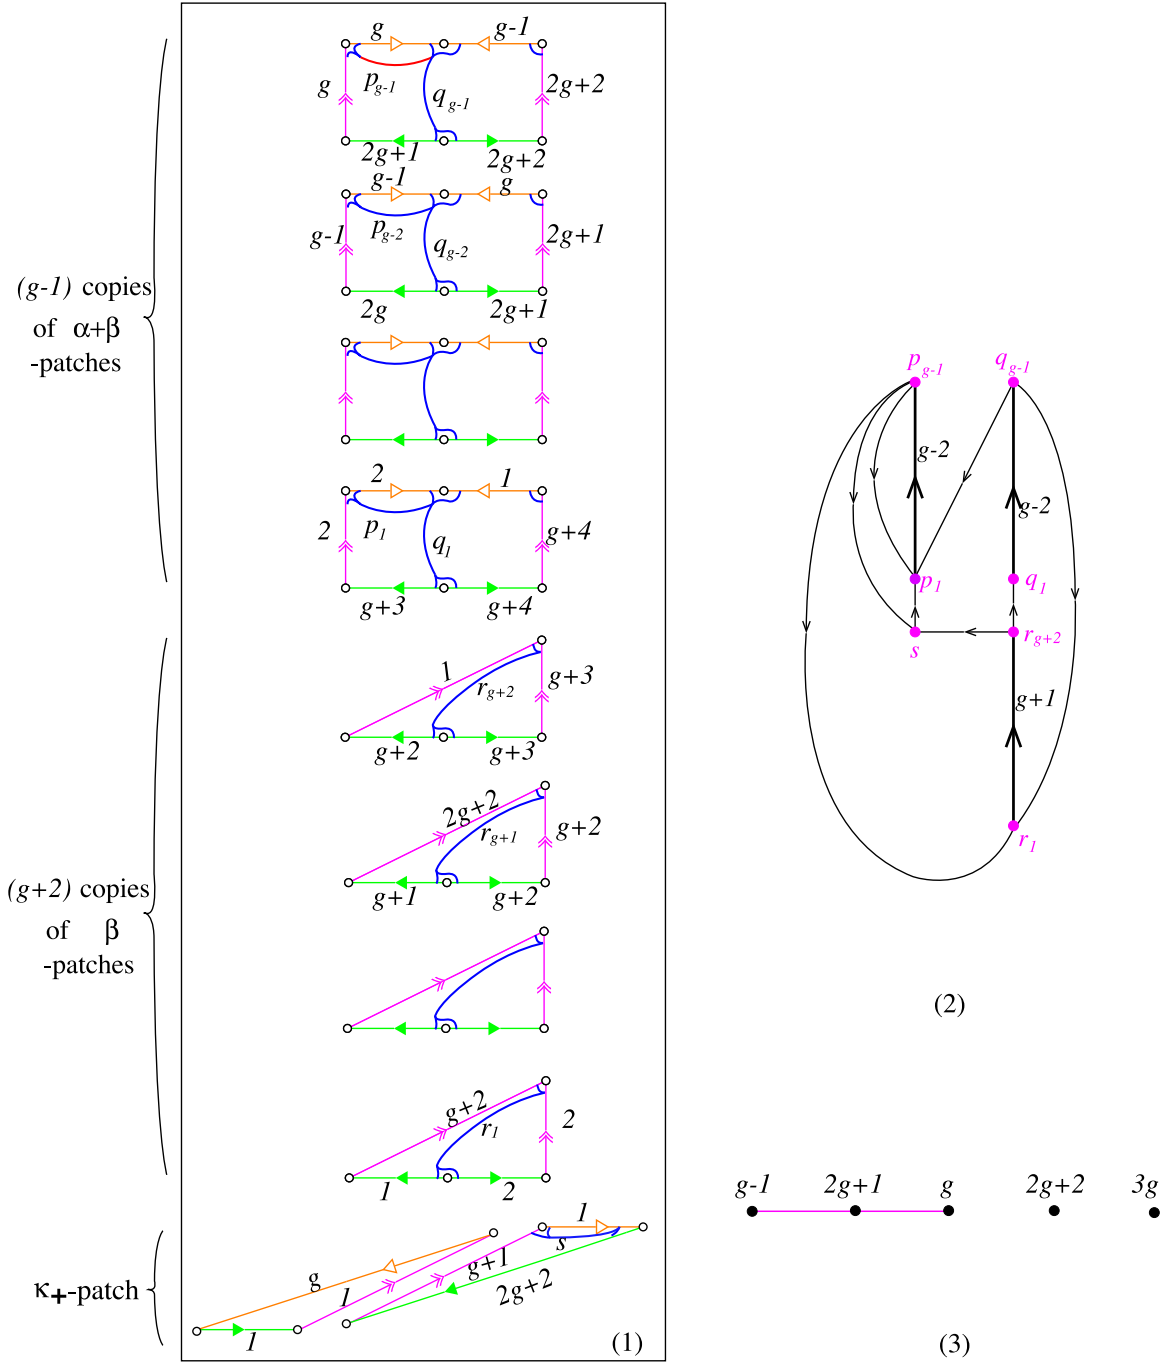 g
g-1
g
p_{g-1}
q_{g-1}
2g+2
2g+1
2g+2
g-1
g
g-1
p_{g-2}
q_{g-2}
2g+1
2g
2g+1
(g-1) copies
of α+β
-patches
2
1
2
p_1
q_1
g+4
g+3
g+4
1
r_{g+2}
g+3
g+2
g+3
2g+2
r_{g+1}
g+2
g+1
g+2
(g+2) copies
of β
-patches
g+2
r_1
2
1
2
1
s
g
g+1
1
2g+2
1
κ+-patch
(1)
p_{g-1}
q_{g-1}
g-2
g-2
p_1
q_1
s
r_{g+2}
g+1
r_1
(2)
g-1
2g+1
g
2g+2
3g
(3)